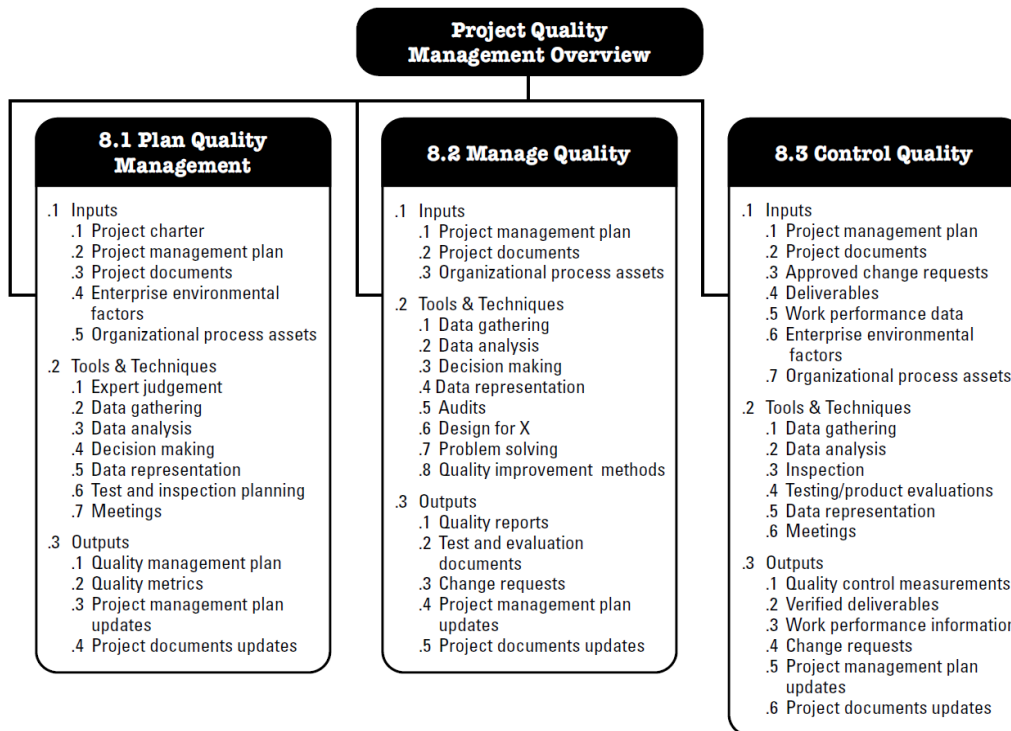 Project Quality
Management Overview
8.1 Plan Quality
Management
.1 Inputs
.1 Project charter
.2 Project management plan
.3 Project documents
.4 Enterprise environmental
factors
.5 Organizational process assets
.2 Tools & Techniques
.1 Expert judgement
.2 Data gathering
.3 Data analysis
.4 Decision making
.5 Data representation
.6 Test and inspection planning
.7 Meetings
.3 Outputs
.1 Quality management plan
.2 Quality metrics
.3 Project management plan
updates
.4 Project documents updates
8.2 Manage Quality
.1 Inputs
.1 Project management plan
.2 Project documents
.3 Organizational process assets
.2 Tools & Techniques
.1 Data gathering
.2 Data analysis
.3 Decision making
.4 Data representation
.5 Audits
.6 Design for X
.7 Problem solving
.8 Quality improvement methods
.3 Outputs
.1 Quality reports
.2 Test and evaluation
documents
.3 Change requests
.4 Project management plan
updates
.5 Project documents updates
8.3 Control Quality
.1 Inputs
.1 Project management plan
.2 Project documents
.3 Approved change requests
.4 Deliverables
.5 Work performance data
.6 Enterprise environmental
factors
.7 Organizational process assets
.2 Tools & Techniques
.1 Data gathering
.2 Data analysis
.3 Inspection
.4 Testing/product evaluations
.5 Data representation
.6 Meetings
.3 Outputs
.1 Quality control measurements
.2 Verified deliverables
.3 Work performance information
.4 Change requests
.5 Project management plan
updates
.6 Project documents updates